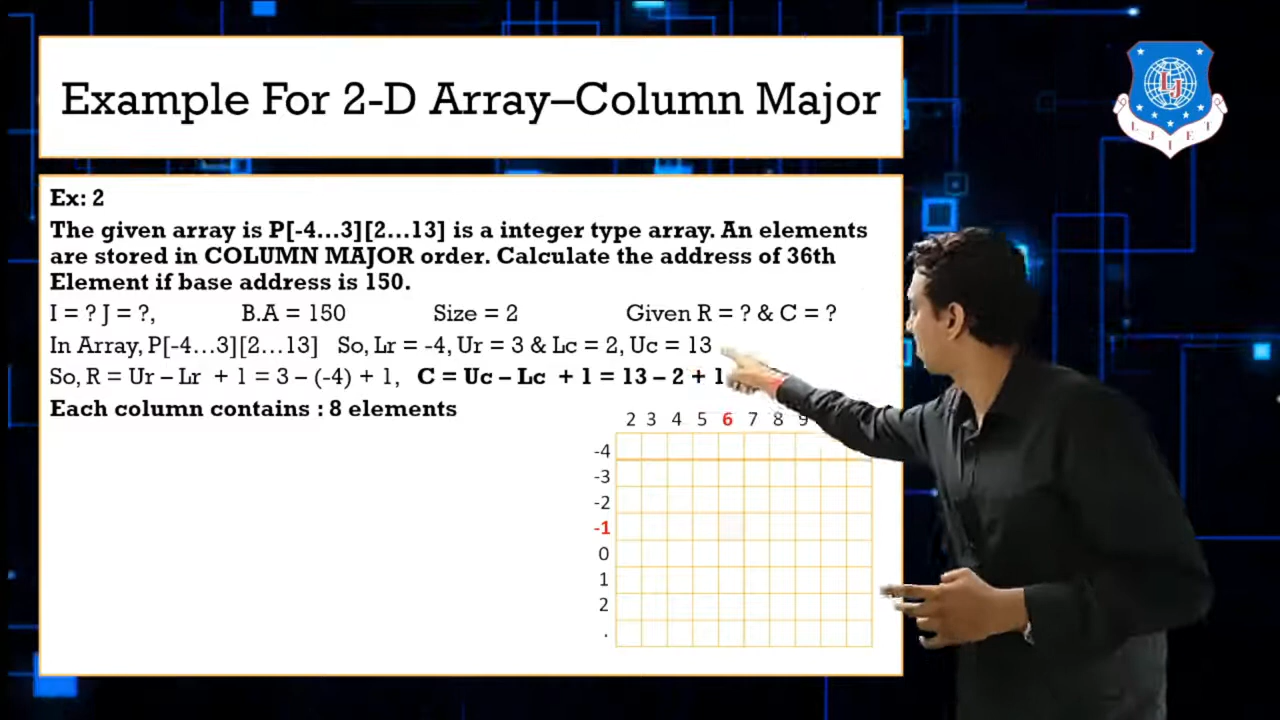 Example For 2-D Array–Column Major
L J
L J I E T
Ex: 2
The given array is P[-4…3][2…13] is a integer type array. An elements
are stored in COLUMN MAJOR order. Calculate the address of 36th
Element if base address is 150.
I = ? J = ?, B.A = 150 Size = 2 Given R = ? & C = ?
In Array, P[-4…3][2…13] So, Lr = -4, Ur = 3 & Lc = 2, Uc = 13
So, R = Ur – Lr + 1 = 3 – (-4) + 1, C = Uc – Lc + 1 = 13 – 2 + 1
Each column contains : 8 elements
2 3 4 5 6 7 8 9
-4
-3
-2
-1
0
1
2
.